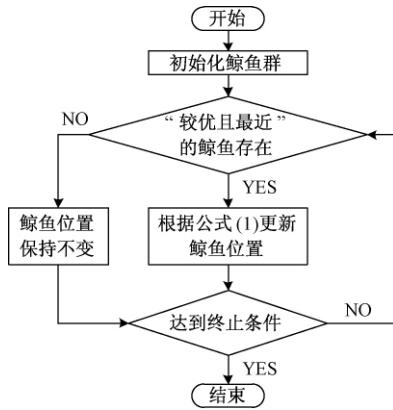 开始
初始化鲸鱼群
“较优且最近”
的鲸鱼存在
NO
YES
鲸鱼位置
保持不变
根据公式(1)更新
鲸鱼位置
达到终止条件
NO
YES
结束